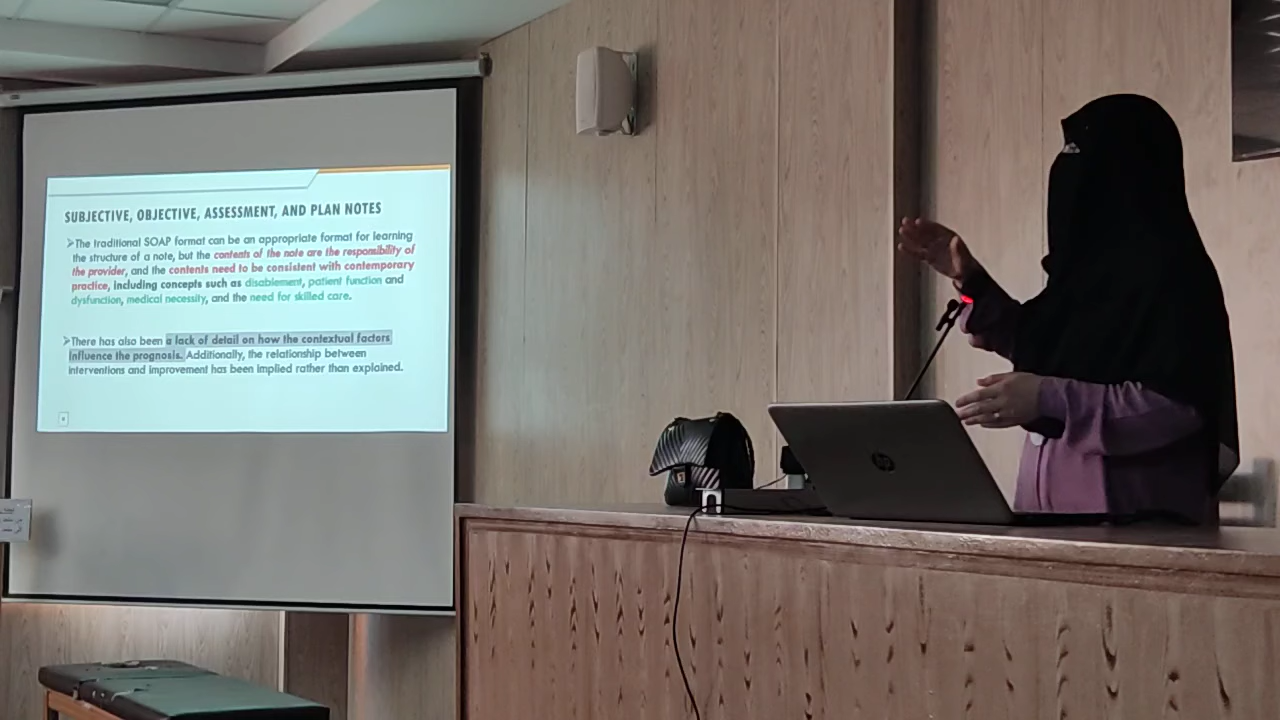 SUBJECTIVE, OBJECTIVE, ASSESSMENT, AND PLAN NOTES
➢The traditional SOAP format can be an appropriate format for learning
the structure of a note, but the contents of the note are the responsibility of
the provider, and the contents need to be consistent with contemporary
practice, including concepts such as disablement, patient function and
dysfunction, medical necessity, and the need for skilled care.
➢There has also been a lack of detail on how the contextual factors
influence the prognosis. Additionally, the relationship between
interventions and improvement has been implied rather than explained.
hp